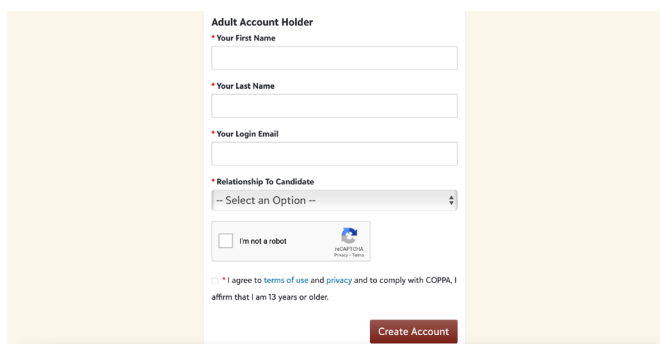 Adult Account Holder
* Your First Name
* Your Last Name
* Your Login Email
* Relationship To Candidate
-- Select an Option --
I'm not a robot
reCAPTCHA
Privacy - Terms
* I agree to terms of use and privacy and to comply with COPPA, I
affirm that I am 13 years or older.
Create Account